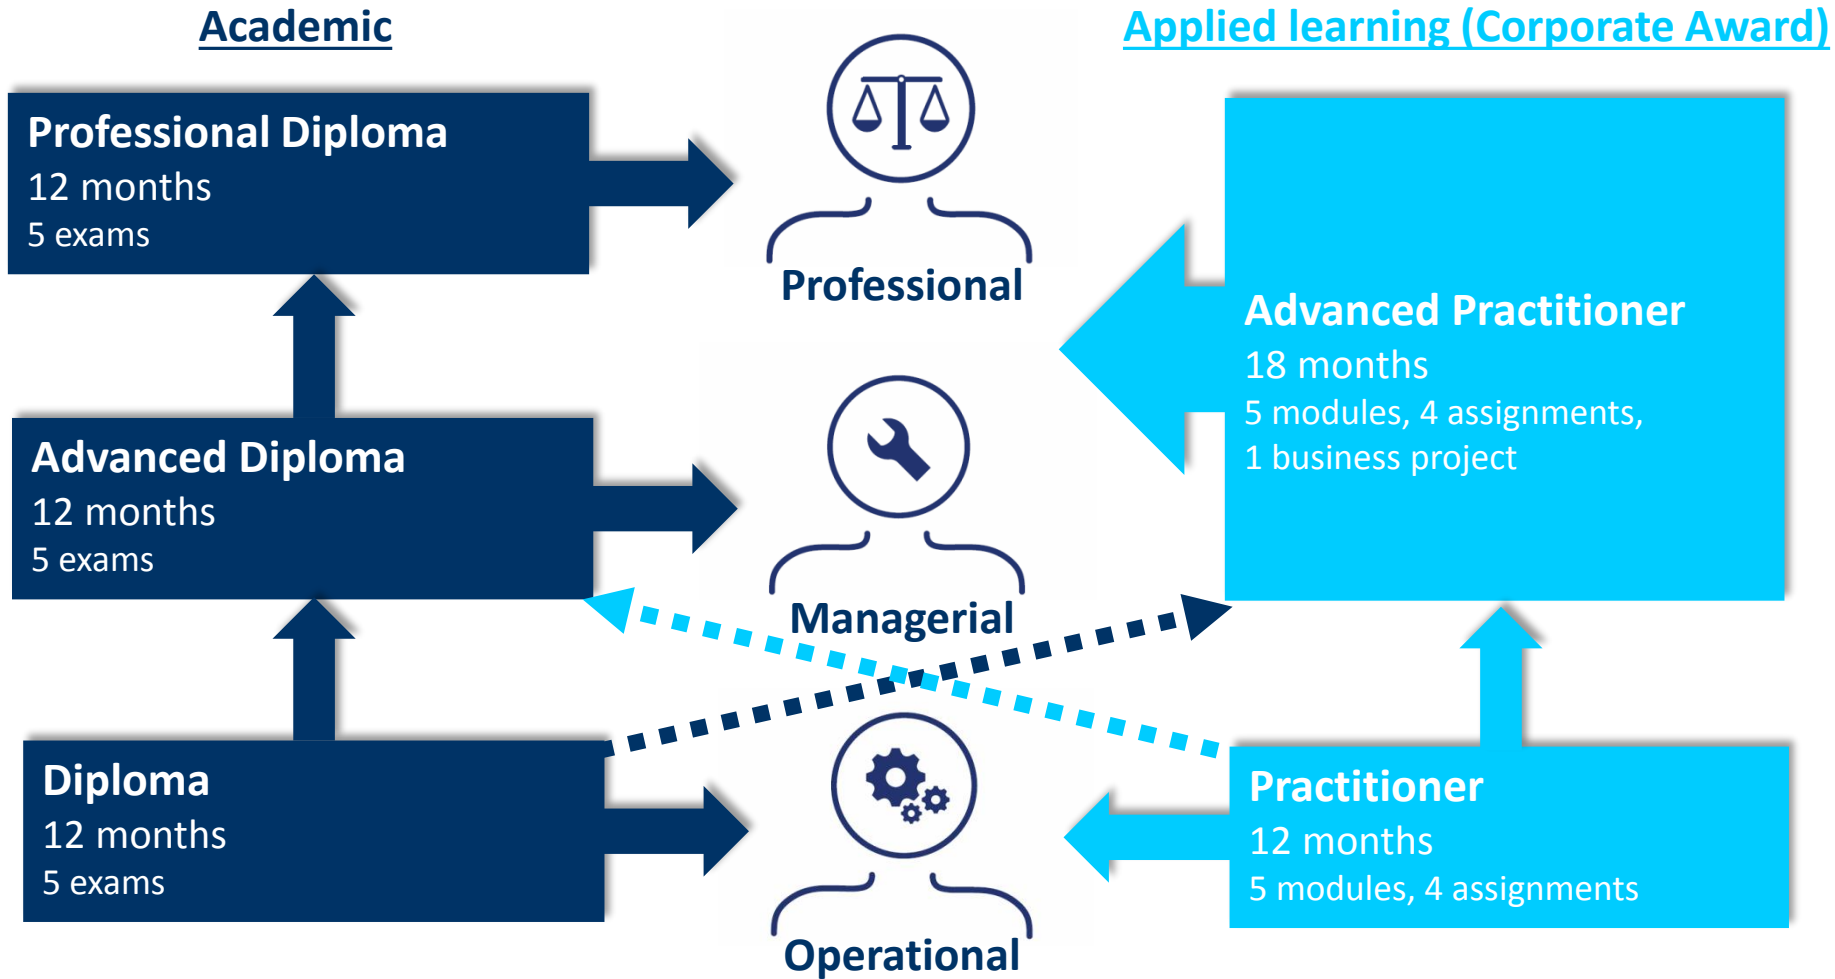 Academic
Applied learning (Corporate Award)
Professional Diploma
12 months
5 exams
Professional
Advanced Practitioner
18 months
5 modules, 4 assignments,
1 business project
Advanced Diploma
12 months
5 exams
Managerial
Diploma
12 months
5 exams
Operational
Practitioner
12 months
5 modules, 4 assignments